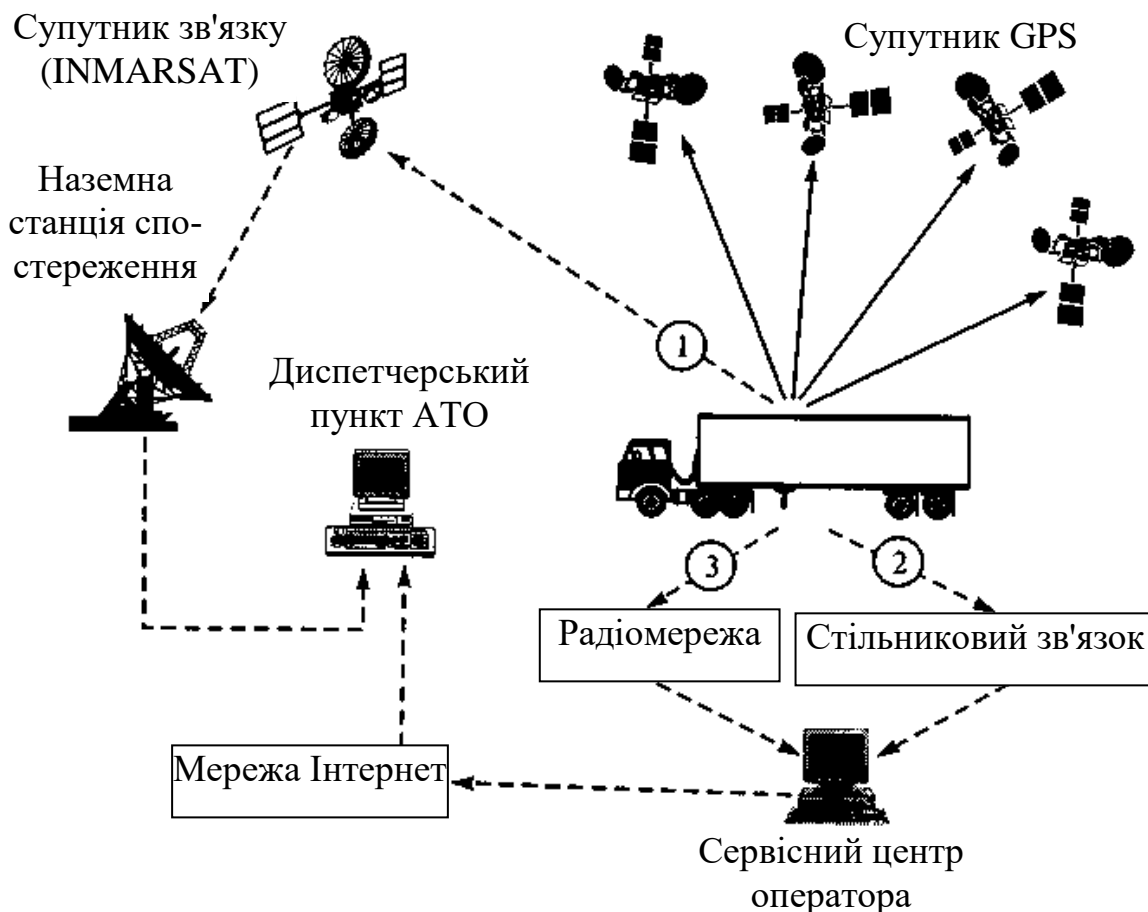 Супутник зв'язку
(INMARSAT)
Супутник GPS
Наземна
станція спо-
стереження
1
Диспетчерський
пункт АТО
3
2
Радіомережа
Стільниковий зв'язок
Мережа Інтернет
Сервісний центр
оператора